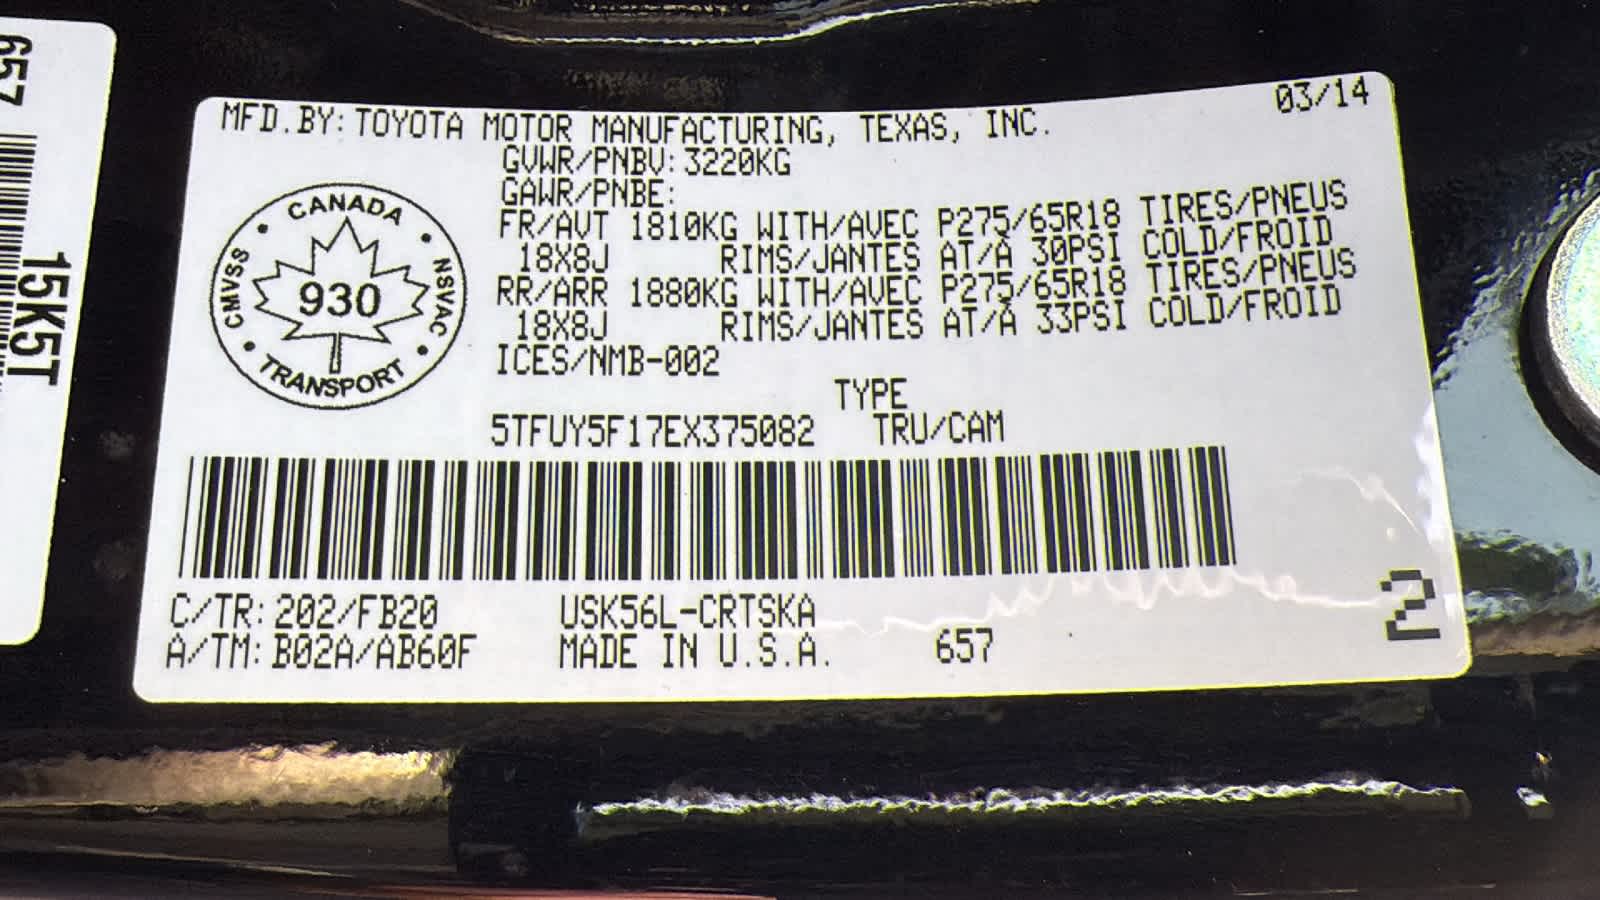 657
15K5T
MFD.BY: TOYOTA MOTOR MANUFACTURING, TEXAS, INC. 03/14
GVWR/PNBV: 3220KG
GAWR/PNBE:
FR/AVT 1810KG WITH/AVEC P275/65R18 TIRES/PNEUS
18X8J RIMS/JANTES AT/A 30PSI COLD/FROID
RR/ARR 1880KG WITH/AVEC P275/65R18 TIRES/PNEUS
18X8J RIMS/JANTES AT/A 33PSI COLD/FROID
ICES/NMB-002
CANADA
CMVSS
930
NSVAC
TRANSPORT
TYPE
5TFUY5F17EX375082 TRU/CAM
C/TR: 202/FB20 USK56L-CRTSKA
A/TM: B02A/AB60F MADE IN U.S.A. 657
2